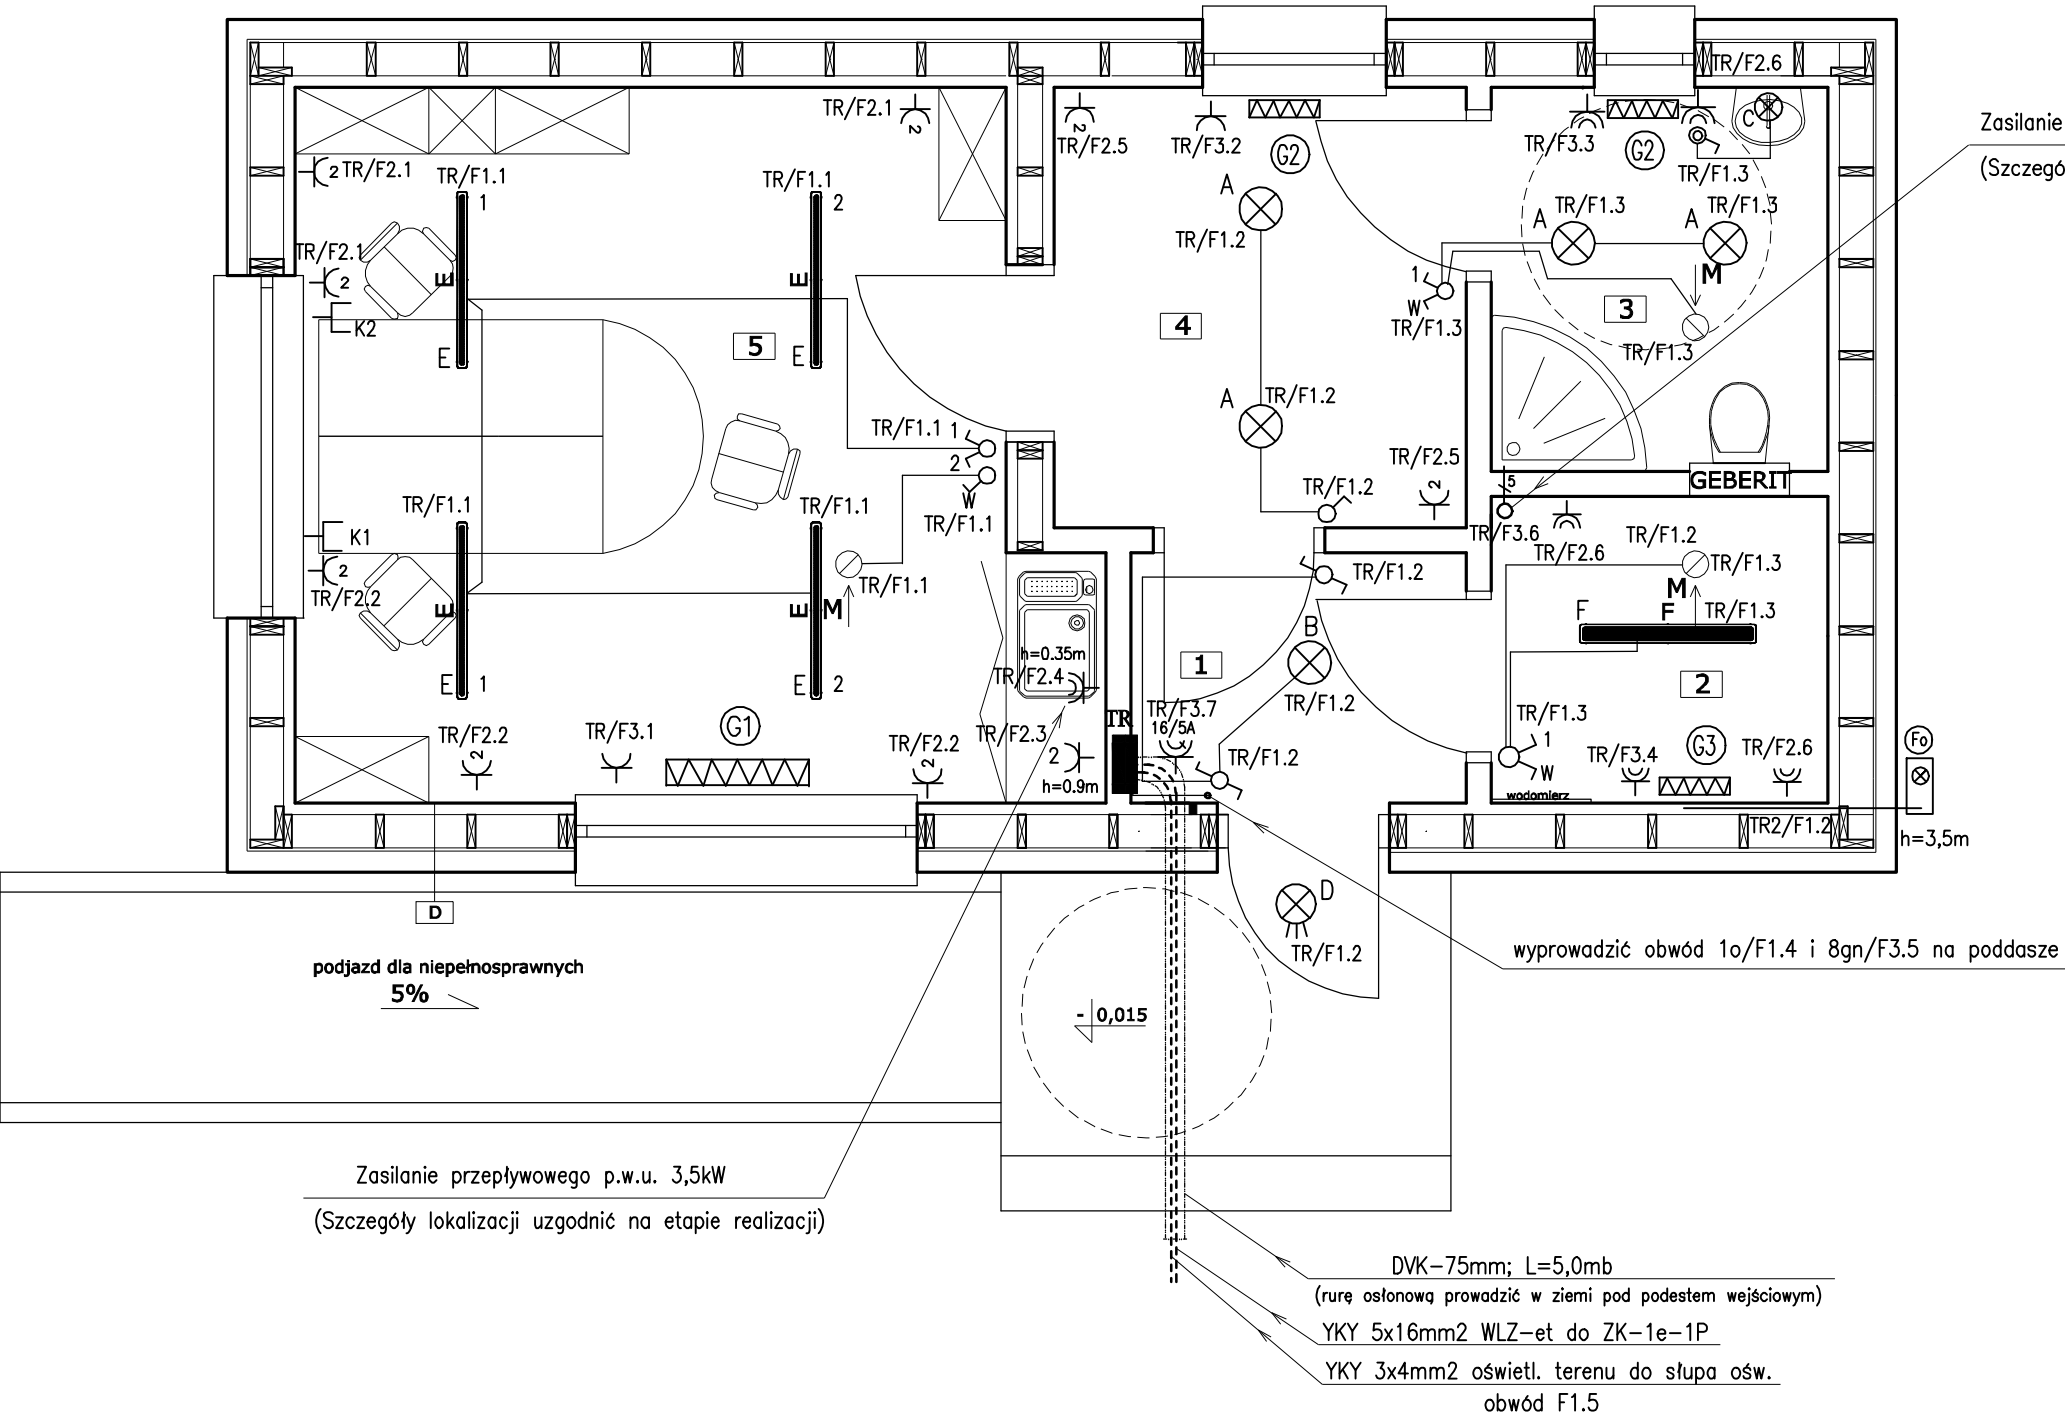 TR/F2.6
TR/F2.1
2
2
TR/F2.5
TR/F3.2
G2
TR/F3.3
G2
C
TR/F1.3
Zasilanie
(Szczegó
2
TR/F2.1
TR/F1.1
1
TR/F1.1
2
A
TR/F1.2
A
TR/F1.3
A
TR/F1.3
TR/F2.1
2
E
E
K2
E
E
5
4
1
W
TR/F1.3
M
3
TR/F1.3
A
TR/F1.2
TR/F1.1
1
2
W
TR/F1.1
TR/F2.5
2
GEBERIT
5
TR/F1.1
TR/F1.1
K1
2
TR/F2.2
TR/F1.2
TR/F3.6
TR/F2.6
TR/F1.2
TR/F1.3
TR/F1.1
M
E
E
TR/F1.2
M
F
F
TR/F1.3
B
h=0.35m
TR/F2.4
1
2
E
1
E
2
TR/F1.2
TR/F2.2
2
TR/F3.1
G1
TR/F2.2
2
TR/F2.3
2
h=0.9m
TR
TR/F3.7
16/5A
TR/F1.2
TR/F1.3
1
W
TR/F3.4
G3
TR/F2.6
wodomierz
Fo
TR2/F1.2
h=3,5m
D
D
TR/F1.2
podjazd dla niepełnosprawnych
5%
- 0,015
wyprowadzić obwód 1o/F1.4 i 8gn/F3.5 na poddasze
Zasilanie przepływowego p.w.u. 3,5kW
(Szczegóły lokalizacji uzgodnić na etapie realizacji)
DVK-75mm; L=5,0mb
(rurę osłonową prowadzić w ziemi pod podestem wejściowym)
YKY 5x16mm2 WLZ-et do ZK-1e-1P
YKY 3x4mm2 oświetl. terenu do słupa ośw.
obwód F1.5